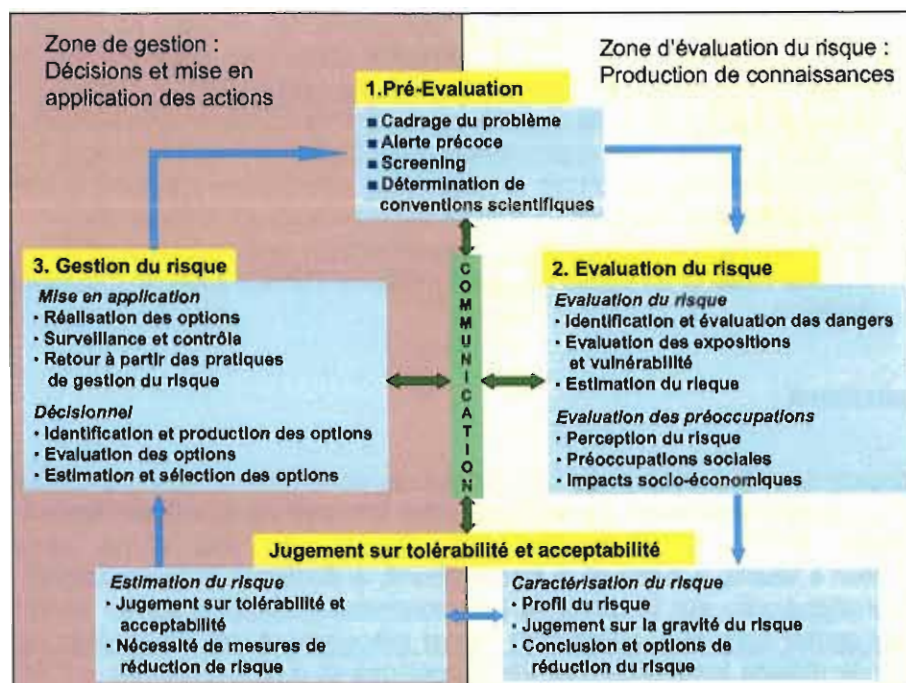 Zone de gestion :
Décisions et mise en
application des actions
Zone d'évaluation du risque :
Production de connaissances
1.Pré-Evaluation
■ Cadrage du problème
■ Alerte précoce
■ Screening
■ Détermination de
conventions scientifiques
3. Gestion du risque
Mise en application
· Réalisation des options
· Surveillance et contrôla
· Retour à partir des pratiques
de gestion du risque
Décisionnel
· Identification et production des options
· Evaluation des options
· Estimation et sélection des options
COMMUNICATION
2. Evaluation du risque
Evaluation du risque
· Identification et évaluation das dangers
· Evaluation des expositions
et vulnérabilité
· Estimation du rieque
Evaluation des préoccupations
· Perception du risque
· Préoccupations sociales
· Impacts socio-économiques
Jugement sur tolérabilité et acceptabilité
Estimation du risque
· Jugement sur tolérabilité et
acceptabilité
· Nécessité de mesures de
réduction de risque
Caractérisation du risque
· Profil du risque
· Jugement sur la gravité du risque
· Conclusion et options de
réduction du risque